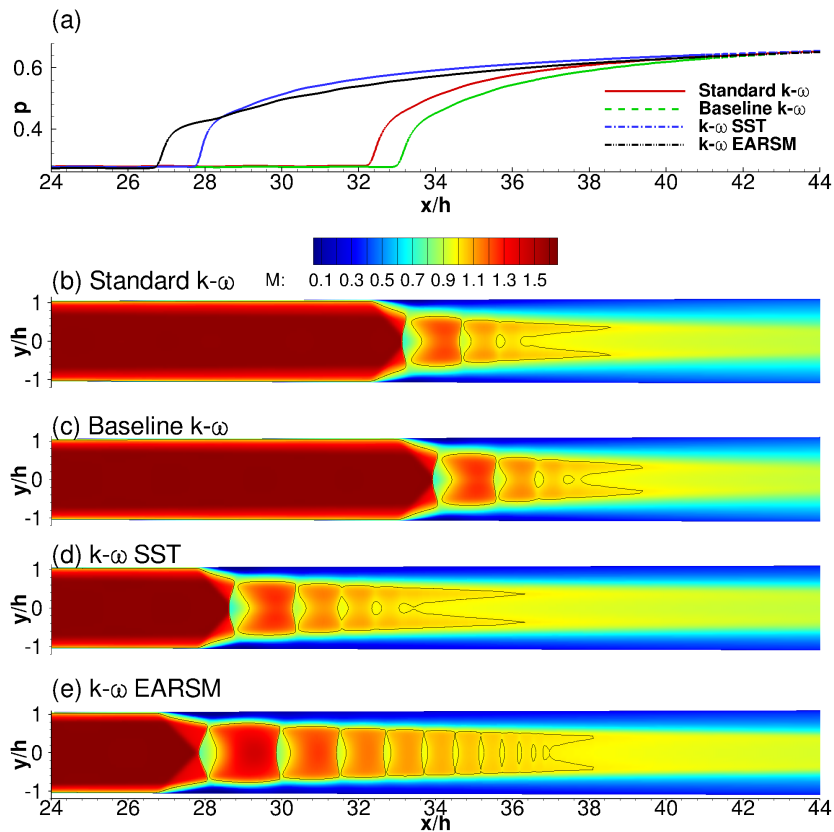 (a)
p
0.6
0.4
Standard k-ω
Baseline k-ω
k-ω SST
k-ω EARSM
24 26 28 30 32 34 36 38 40 42 44
x/h
M: 0.1 0.3 0.5 0.7 0.9 1.1 1.3 1.5
(b) Standard k-ω
y/h
1
0
-1
(c) Baseline k-ω
y/h
1
0
-1
(d) k-ω SST
y/h
1
0
-1
(e) k-ω EARSM
y/h
1
0
-1
24 26 28 30 32 34 36 38 40 42 44
x/h